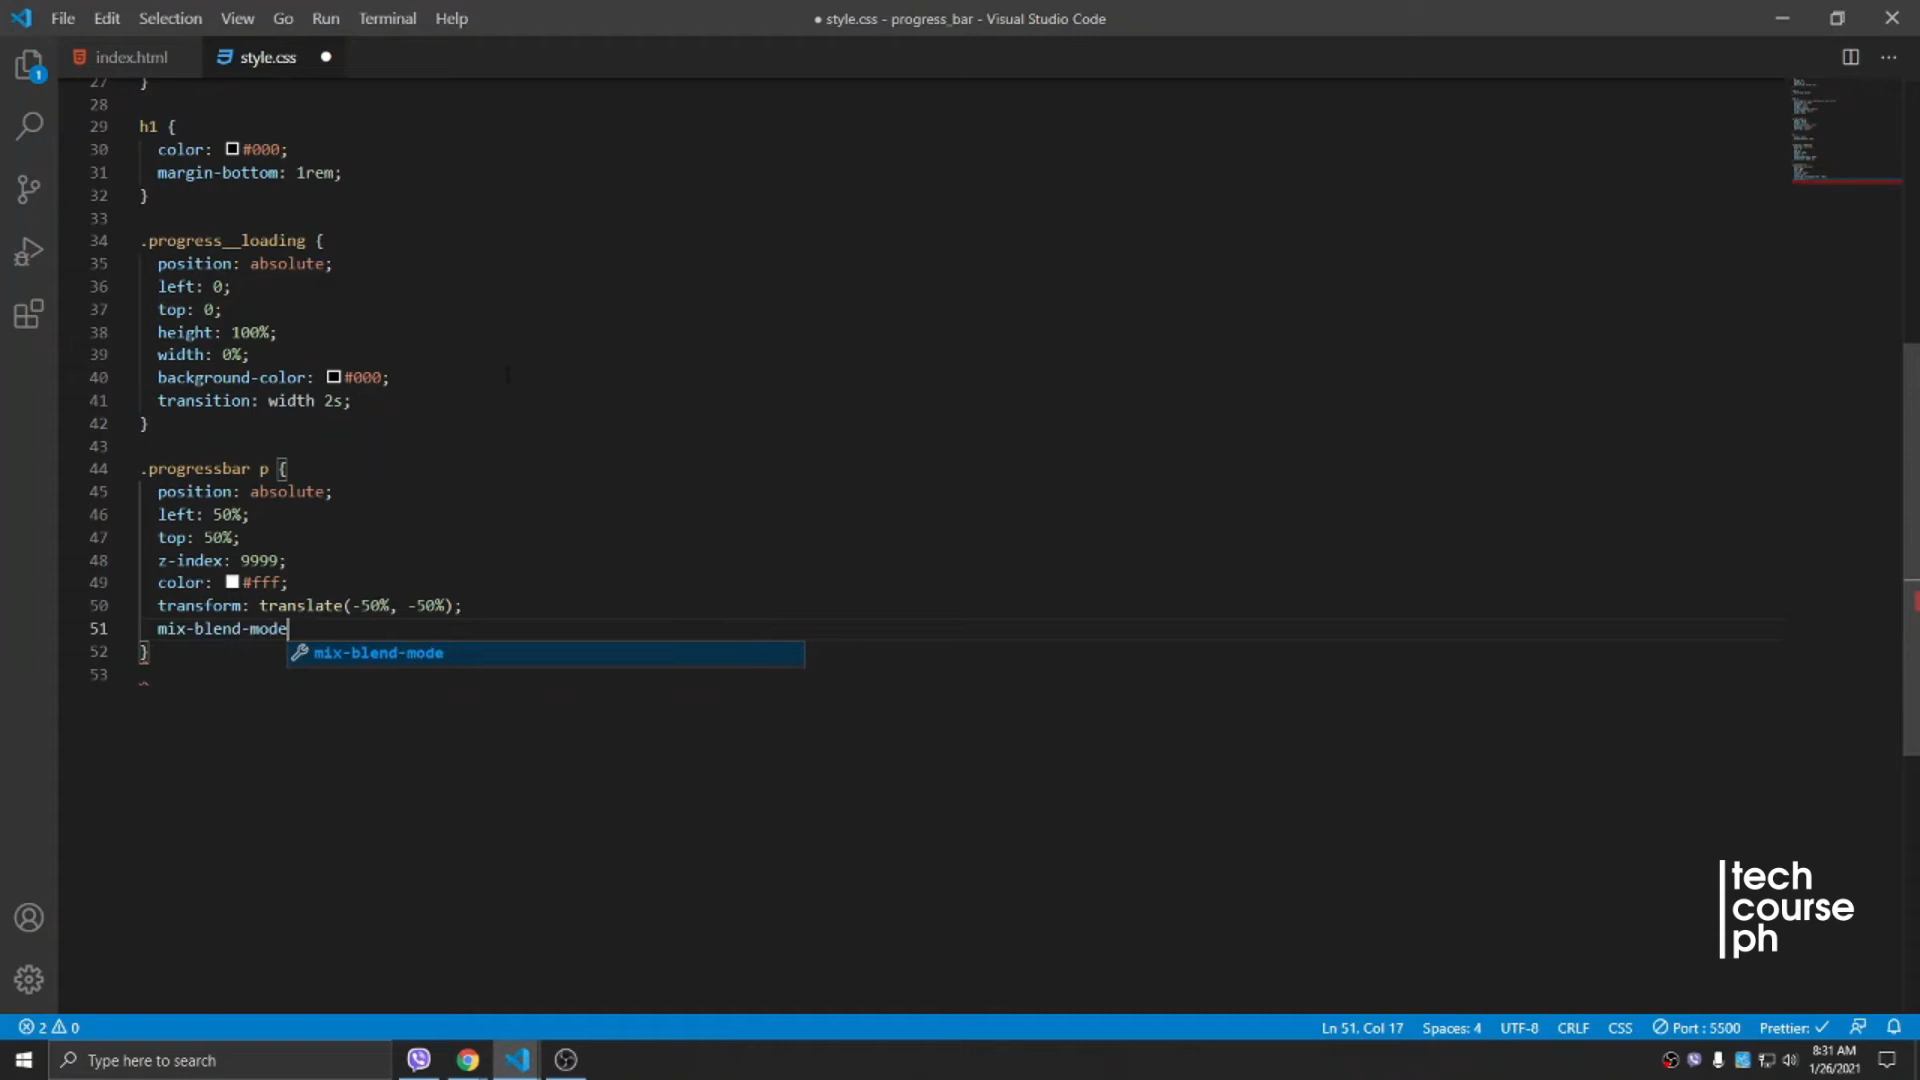 File Edit Selection View Go Run Terminal Help
● style.css - progress_bar - Visual Studio Code
index.html
style.css
27 }
28
29 h1 {
30 color: #000;
31 margin-bottom: 1rem;
32 }
33
34 .progress__loading {
35 position: absolute;
36 left: 0;
37 top: 0;
38 height: 100%;
39 width: 0%;
40 background-color: #000;
41 transition: width 2s;
42 }
43
44 .progressbar p {
45 position: absolute;
46 left: 50%;
47 top: 50%;
48 z-index: 9999;
49 color: #fff;
50 transform: translate(-50%, -50%);
51 mix-blend-mode
52 }
mix-blend-mode
53
1
tech
course
ph
2 0
Ln 51, Col 17 Spaces: 4 UTF-8 CRLF CSS Port : 5500 Prettier: ✓
Type here to search
8:31 AM
1/26/2021